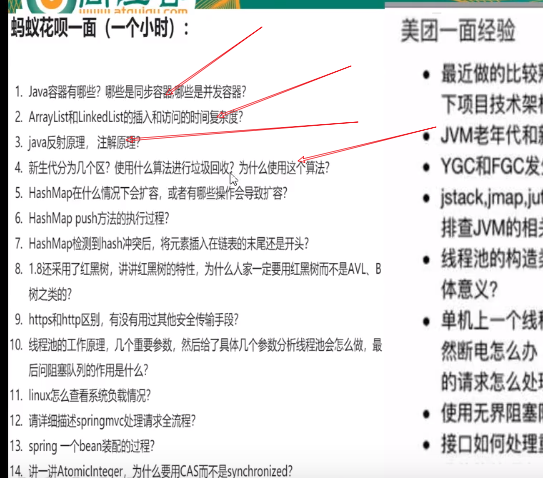 www.atguigu.com
蚂蚁花呗一面（一个小时）：
1. Java容器有哪些？哪些是同步容器,哪些是并发容器？
2. ArrayList和LinkedList的插入和访问的时间复杂度？
3. java反射原理， 注解原理？
4. 新生代分为几个区？使用什么算法进行垃圾回收？为什么使用这个算法？
5. HashMap在什么情况下会扩容，或者有哪些操作会导致扩容？
6. HashMap push方法的执行过程？
7. HashMap检测到hash冲突后，将元素插入在链表的末尾还是开头？
8. 1.8还采用了红黑树，讲讲红黑树的特性，为什么人家一定要用红黑树而不是AVL、B
树之类的？
9. https和http区别，有没有用过其他安全传输手段？
10. 线程池的工作原理，几个重要参数，然后给了具体几个参数分析线程池会怎么做，最
后问阻塞队列的作用是什么？
11. linux怎么查看系统负载情况？
12. 请详细描述springmvc处理请求全流程？
13. spring 一个bean装配的过程？
14. 讲一讲AtomicInteger，为什么要用CAS而不是synchronized？
美团一面经验
• 最近做的比较
下项目技术架
• JVM老年代和
• YGC和FGC发
• jstack,jmap,
排查JVM的相
• 线程池的构造
体意义？
• 单机上一个线
然断电怎么办
的请求怎么处
• 使用无界阻塞
• 接口如何处理